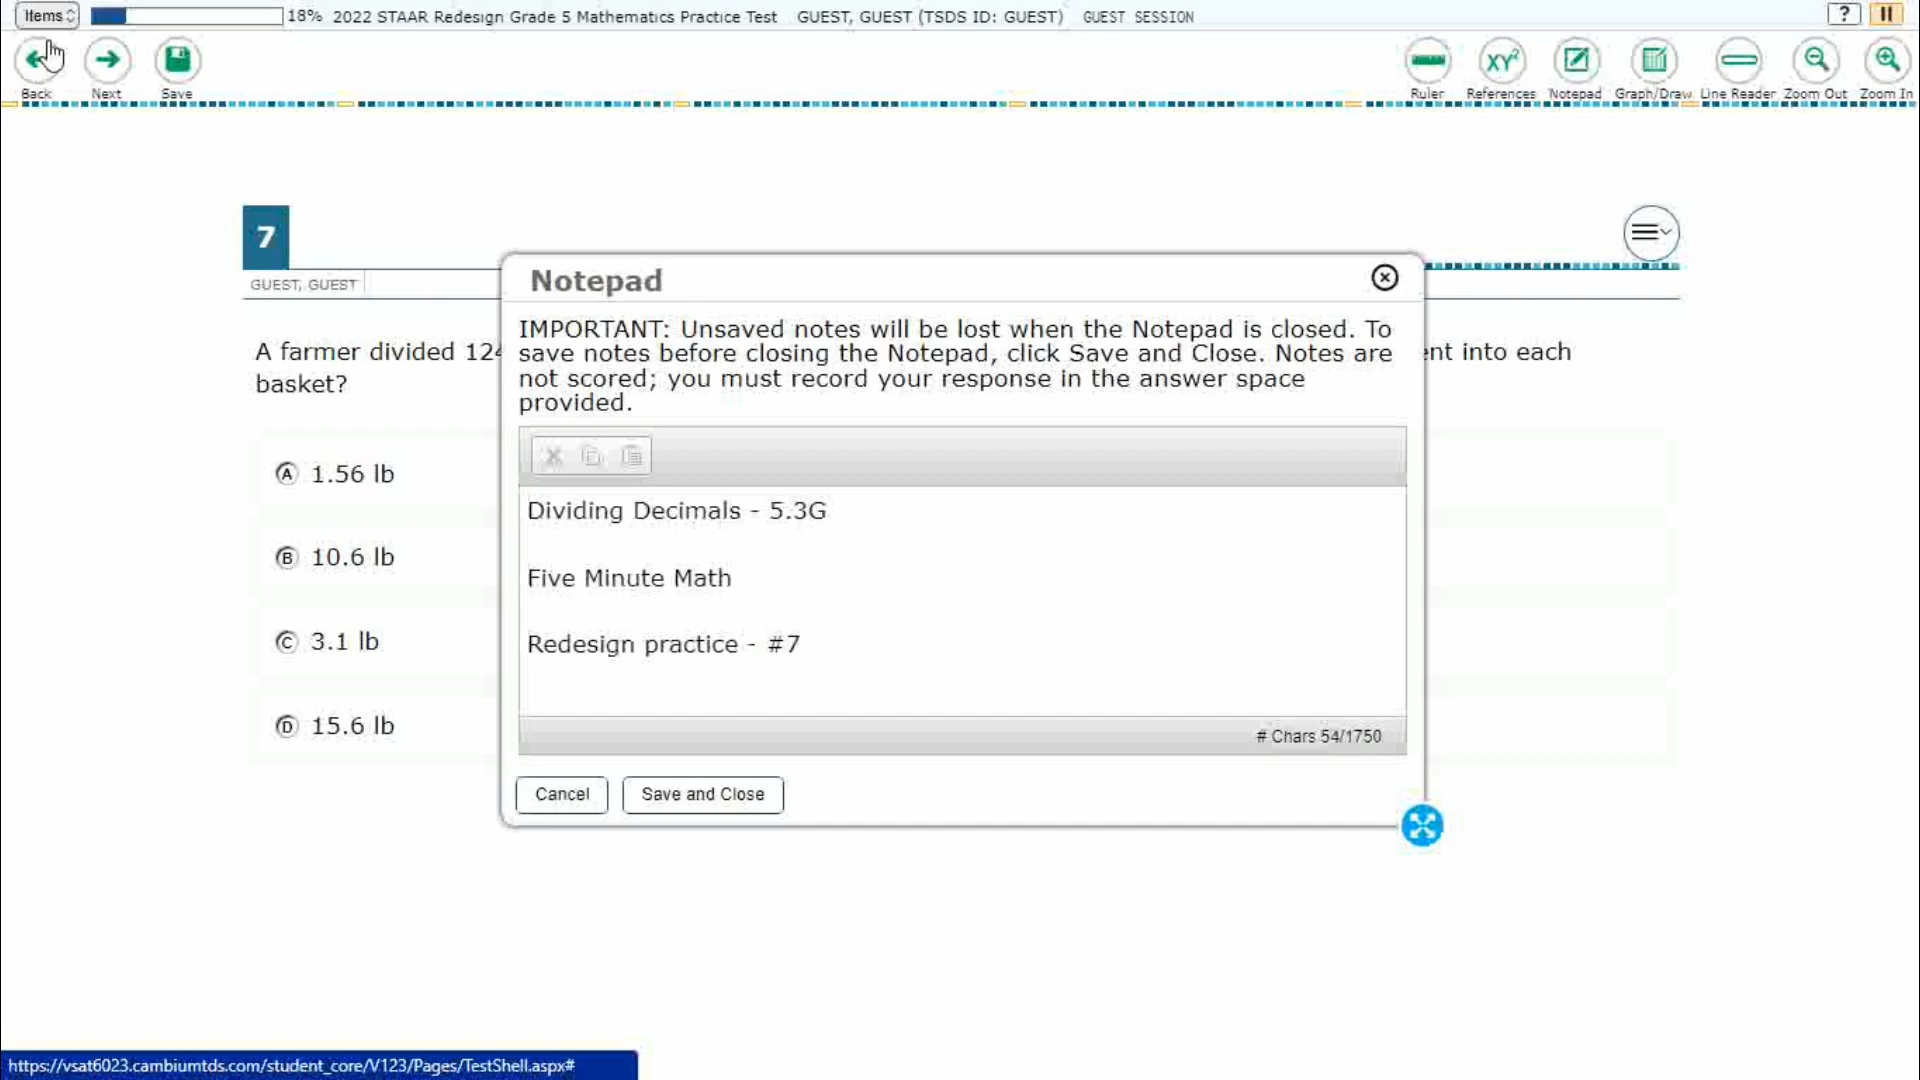 Items 18% 2022 STAAR Redesign Grade 5 Mathematics Practice Test GUEST, GUEST (TSDS ID: GUEST) GUEST SESSION ?
Back Next Save Ruler XY² References Notepad Graph/Draw Line Reader Zoom Out Zoom In
7
GUEST, GUEST
A farmer divided 124 ent into each
basket?
A 1.56 lb
B 10.6 lb
C 3.1 lb
D 15.6 lb
Notepad
IMPORTANT: Unsaved notes will be lost when the Notepad is closed. To
save notes before closing the Notepad, click Save and Close. Notes are
not scored; you must record your response in the answer space
provided.
Dividing Decimals - 5.3G
Five Minute Math
Redesign practice - #7
# Chars 54/1750
Cancel Save and Close
https://vsat6023.cambiumtds.com/student_core/V123/Pages/TestShell.aspx#